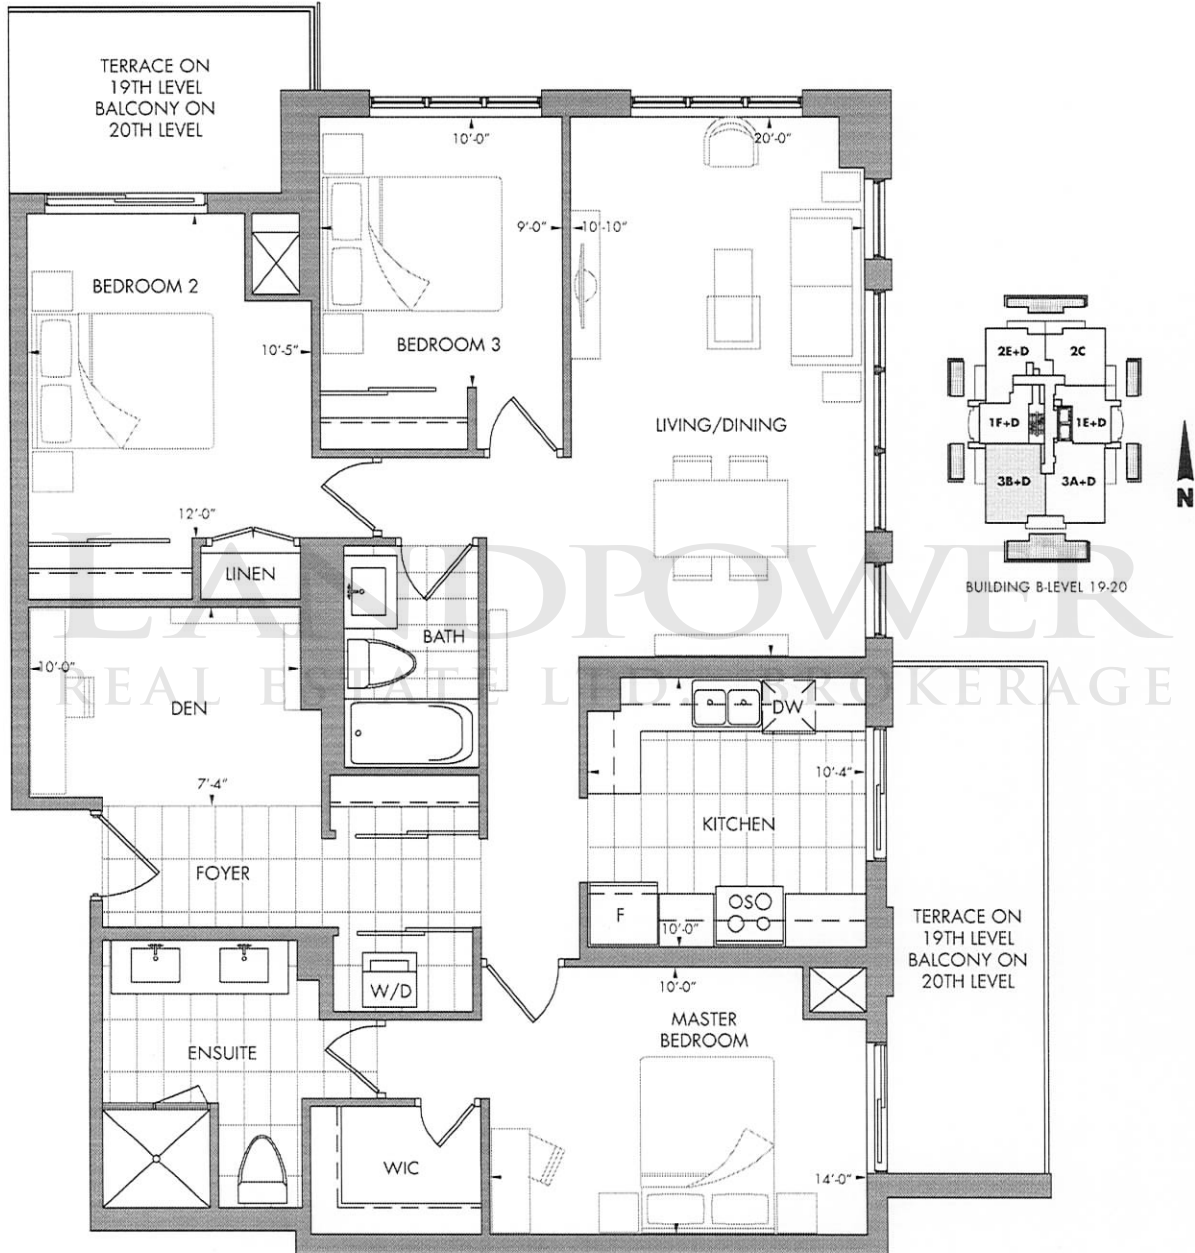 TERRACE ON
19TH LEVEL
BALCONY ON
20TH LEVEL
10'-0"
20'-0"
9'-0"
10'-10"
BEDROOM 2
10'-5"
BEDROOM 3
2E+D
2C
1F+D
1E+D
3B+D
3A+D
N
BUILDING B-LEVEL 19-20
LIVING/DINING
12'-0"
LINEN
LANDPOWER
REAL ESTATE LTD. BROKERAGE
BATH
10'-0"
DEN
7'-4"
DW
10'-4"
KITCHEN
FOYER
F
OS
10'-0"
TERRACE ON
19TH LEVEL
BALCONY ON
20TH LEVEL
W/D
10'-0"
MASTER
BEDROOM
ENSUITE
WIC
14'-0"